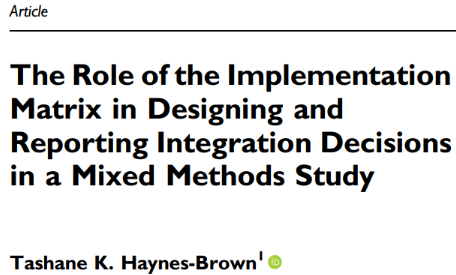 Article
The Role of the Implementation
Matrix in Designing and
Reporting Integration Decisions
in a Mixed Methods Study
Tashane K. Haynes-Brown¹ iD